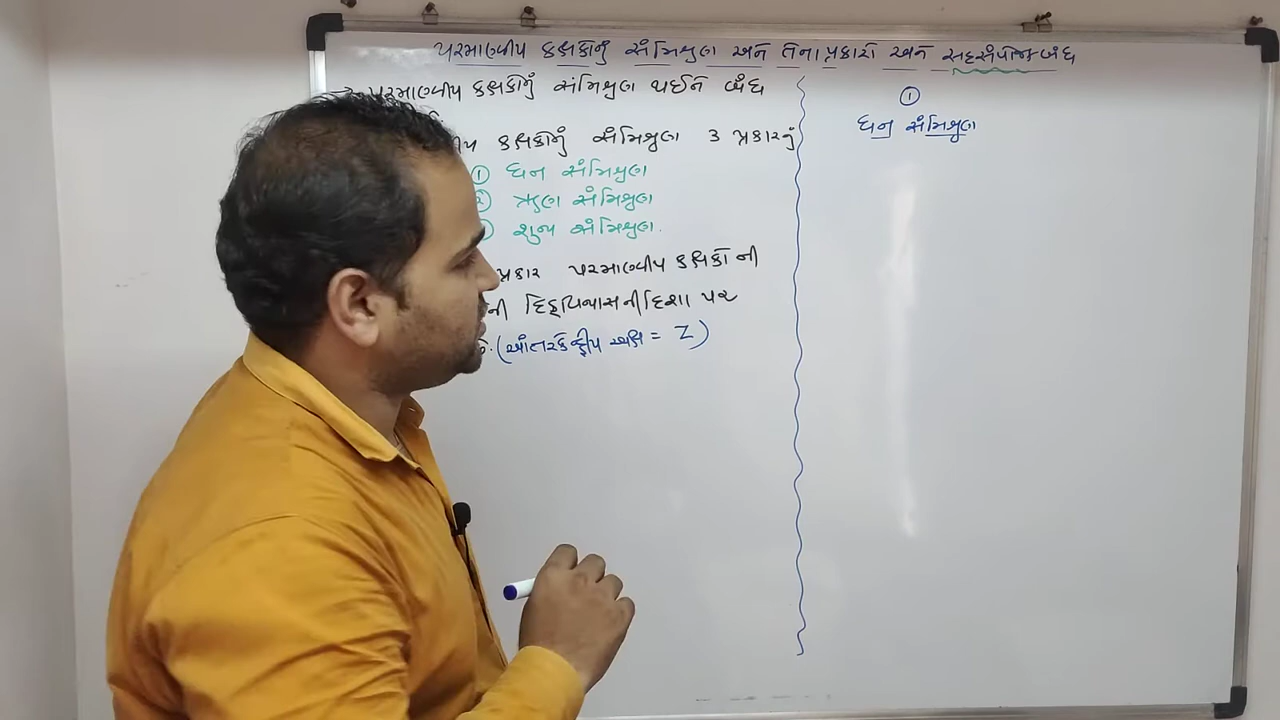 પરમાણ્વીય કક્ષકોનું સંમિશ્રણ અને તેના પ્રકારો અને સહસંયોજક બંધ
→ પરમાણ્વીય કક્ષકોનું સંમિશ્રણ થઈને બંધ
કક્ષકોનું સંમિશ્રણ 3 પ્રકારનું
① ધન સંમિશ્રણ
② ઋણ સંમિશ્રણ
શુન્ય સંમિશ્રણ.
પ્રકાર પરમાણ્વીય કક્ષકો ની
ની દિક્વિન્યાસ ની દિશા પર
(આંતરકેન્દ્રીય અક્ષ = Z)
①
ધન સંમિશ્રણ